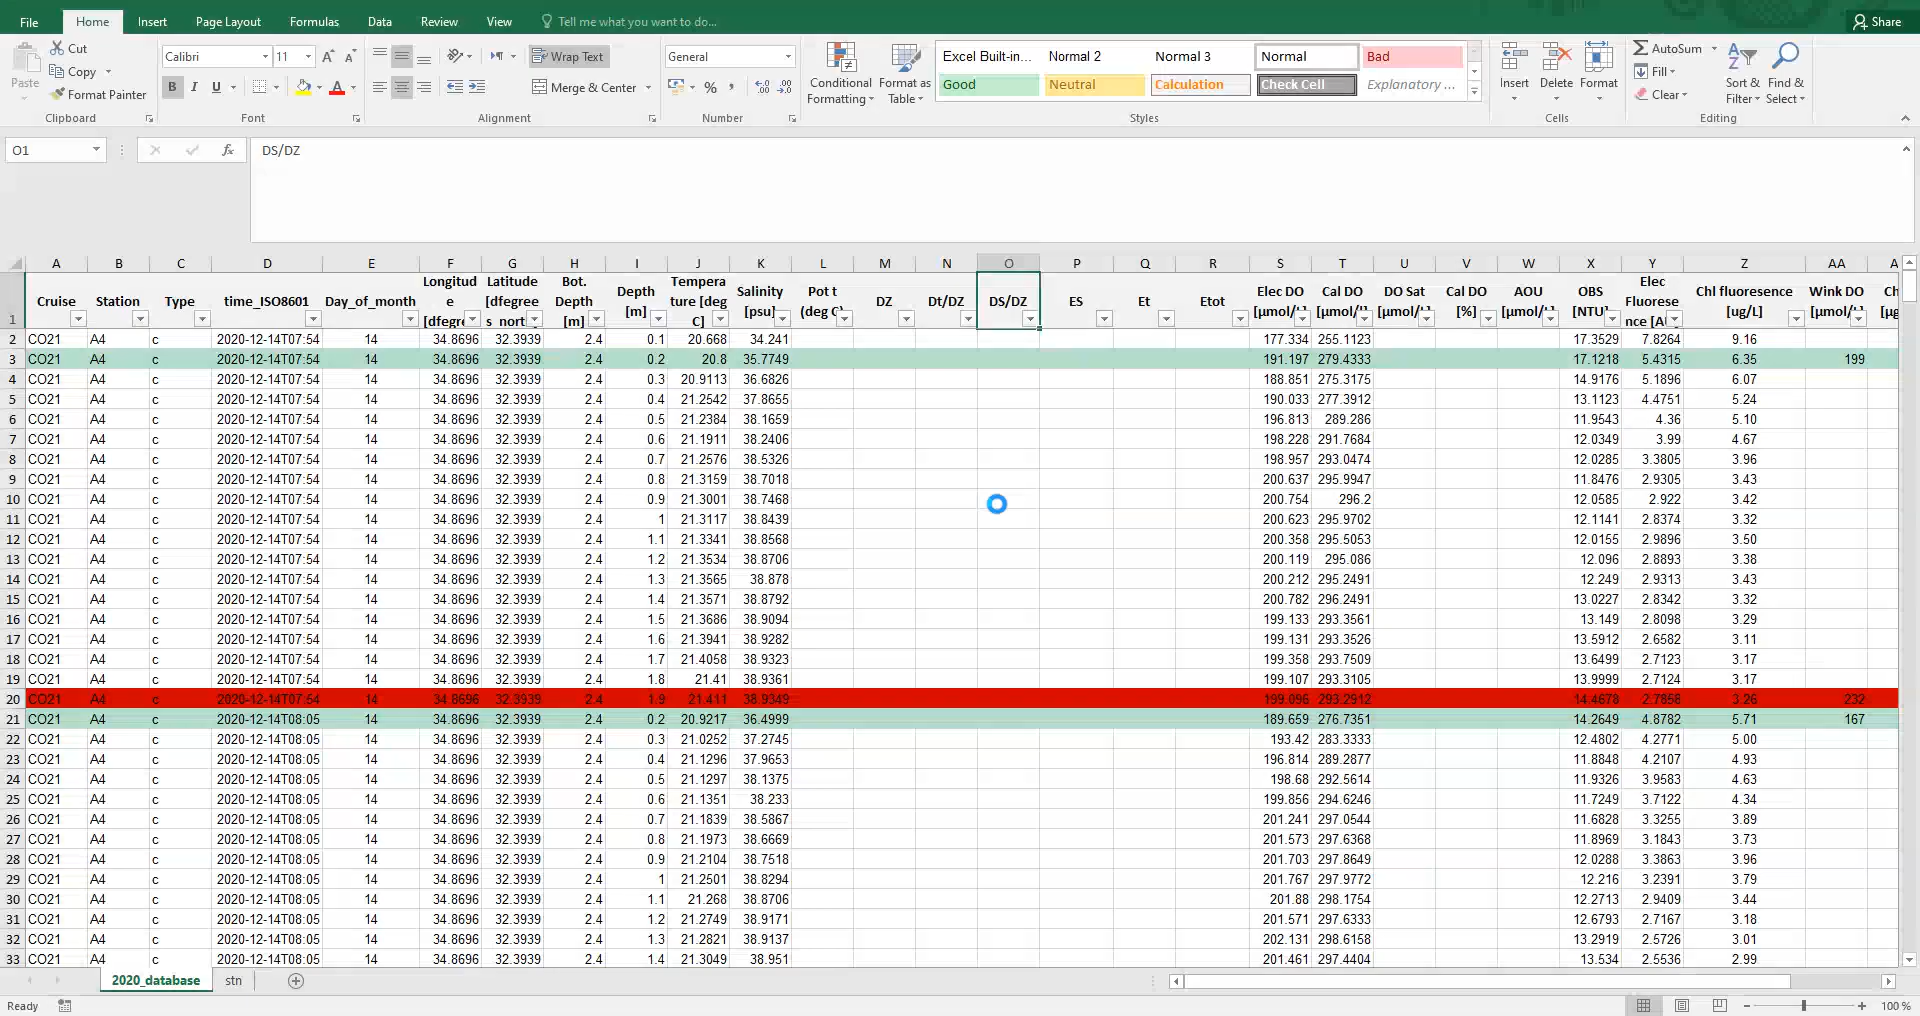 File Home Insert Page Layout Formulas Data Review View Tell me what you want to do... Share
Cut
Copy
Format Painter
Paste
Clipboard
Calibri 11
B I U
Font
Wrap Text
Merge & Center
Alignment
General
Number
Conditional Formatting
Format as Table
Excel Built-in... Normal 2 Normal 3 Normal Bad
Good Neutral Calculation Check Cell Explanatory ...
Styles
Insert Delete Format
Cells
AutoSum
Fill
Clear
Sort & Filter
Find & Select
Editing
O1 fx DS/DZ
A B C D E F G H I J K L M N O P Q R S T U V W X Y Z AA
1 Cruise Station Type time_ISO8601 Day_of_month Longitude Latitude Bot. Depth [m] Depth [m] Temperature [deg C] Salinity [psu] Pot t (deg DZ Dt/DZ DS/DZ ES Et Etot Elec DO Cal DO DO Sat Cal DO [%] AOU OBS [NTU] Elec Fluoresence Chl fluoresence [ug/L] Wink DO
2 CO21 A4 c 2020-12-14T07:54 14 34.8696 32.3939 2.4 0.1 20.668 34.241 177.334 255.1123 17.3529 7.8264 9.16
3 CO21 A4 c 2020-12-14T07:54 14 34.8696 32.3939 2.4 0.2 20.8 35.7749 191.197 279.4333 17.1218 5.4315 6.35 199
4 CO21 A4 c 2020-12-14T07:54 14 34.8696 32.3939 2.4 0.3 20.9113 36.6826 188.851 275.3175 14.9176 5.1896 6.07
5 CO21 A4 c 2020-12-14T07:54 14 34.8696 32.3939 2.4 0.4 21.2542 37.8655 190.033 277.3912 13.1123 4.4751 5.24
6 CO21 A4 c 2020-12-14T07:54 14 34.8696 32.3939 2.4 0.5 21.2384 38.1659 196.813 289.286 11.9543 4.36 5.10
7 CO21 A4 c 2020-12-14T07:54 14 34.8696 32.3939 2.4 0.6 21.1911 38.2406 198.228 291.7684 12.0349 3.99 4.67
8 CO21 A4 c 2020-12-14T07:54 14 34.8696 32.3939 2.4 0.7 21.2576 38.5326 198.957 293.0474 12.0285 3.3805 3.96
9 CO21 A4 c 2020-12-14T07:54 14 34.8696 32.3939 2.4 0.8 21.3159 38.7018 200.637 295.9947 11.8476 2.9305 3.43
10 CO21 A4 c 2020-12-14T07:54 14 34.8696 32.3939 2.4 0.9 21.3001 38.7468 200.754 296.2 12.0585 2.922 3.42
11 CO21 A4 c 2020-12-14T07:54 14 34.8696 32.3939 2.4 1 21.3117 38.8439 200.623 295.9702 12.1141 2.8374 3.32
12 CO21 A4 c 2020-12-14T07:54 14 34.8696 32.3939 2.4 1.1 21.3341 38.8568 200.358 295.5053 12.0155 2.9896 3.50
13 CO21 A4 c 2020-12-14T07:54 14 34.8696 32.3939 2.4 1.2 21.3534 38.8706 200.119 295.086 12.096 2.8893 3.38
14 CO21 A4 c 2020-12-14T07:54 14 34.8696 32.3939 2.4 1.3 21.3565 38.878 200.212 295.2491 12.249 2.9313 3.43
15 CO21 A4 c 2020-12-14T07:54 14 34.8696 32.3939 2.4 1.4 21.3571 38.8792 200.782 296.2491 13.0227 2.8342 3.32
16 CO21 A4 c 2020-12-14T07:54 14 34.8696 32.3939 2.4 1.5 21.3686 38.9094 199.133 293.3561 13.149 2.8098 3.29
17 CO21 A4 c 2020-12-14T07:54 14 34.8696 32.3939 2.4 1.6 21.3941 38.9282 199.131 293.3526 13.5912 2.6582 3.11
18 CO21 A4 c 2020-12-14T07:54 14 34.8696 32.3939 2.4 1.7 21.4058 38.9323 199.358 293.7509 13.6499 2.7123 3.17
19 CO21 A4 c 2020-12-14T07:54 14 34.8696 32.3939 2.4 1.8 21.41 38.9361 199.107 293.3105 13.9999 2.7124 3.17
20 CO21 A4 c 2020-12-14T07:54 14 34.8696 32.3939 2.4 1.9 21.411 38.9349 199.096 293.2912 14.4678 2.7858 3.26 232
21 CO21 A4 c 2020-12-14T08:05 14 34.8696 32.3939 2.4 0.2 20.9217 36.4999 189.659 276.7351 14.2649 4.8782 5.71 167
22 CO21 A4 c 2020-12-14T08:05 14 34.8696 32.3939 2.4 0.3 21.0252 37.2745 193.42 283.3333 12.4802 4.2771 5.00
23 CO21 A4 c 2020-12-14T08:05 14 34.8696 32.3939 2.4 0.4 21.1296 37.9653 196.814 289.2877 11.8848 4.2107 4.93
24 CO21 A4 c 2020-12-14T08:05 14 34.8696 32.3939 2.4 0.5 21.1297 38.1375 198.68 292.5614 11.9326 3.9583 4.63
25 CO21 A4 c 2020-12-14T08:05 14 34.8696 32.3939 2.4 0.6 21.1351 38.233 199.856 294.6246 11.7249 3.7122 4.34
26 CO21 A4 c 2020-12-14T08:05 14 34.8696 32.3939 2.4 0.7 21.1839 38.5867 201.241 297.0544 11.6828 3.3255 3.89
27 CO21 A4 c 2020-12-14T08:05 14 34.8696 32.3939 2.4 0.8 21.1973 38.6669 201.573 297.6368 11.8969 3.1843 3.73
28 CO21 A4 c 2020-12-14T08:05 14 34.8696 32.3939 2.4 0.9 21.2104 38.7518 201.703 297.8649 12.0288 3.3863 3.96
29 CO21 A4 c 2020-12-14T08:05 14 34.8696 32.3939 2.4 1 21.2501 38.8294 201.767 297.9772 12.216 3.2391 3.79
30 CO21 A4 c 2020-12-14T08:05 14 34.8696 32.3939 2.4 1.1 21.268 38.8706 201.88 298.1754 12.2713 2.9409 3.44
31 CO21 A4 c 2020-12-14T08:05 14 34.8696 32.3939 2.4 1.2 21.2749 38.9171 201.571 297.6333 12.6793 2.7167 3.18
32 CO21 A4 c 2020-12-14T08:05 14 34.8696 32.3939 2.4 1.3 21.2821 38.9137 202.131 298.6158 13.2919 2.5726 3.01
33 CO21 A4 c 2020-12-14T08:05 14 34.8696 32.3939 2.4 1.4 21.3049 38.951 201.461 297.4404 13.534 2.5536 2.99
2020_database stn
Ready 100 %